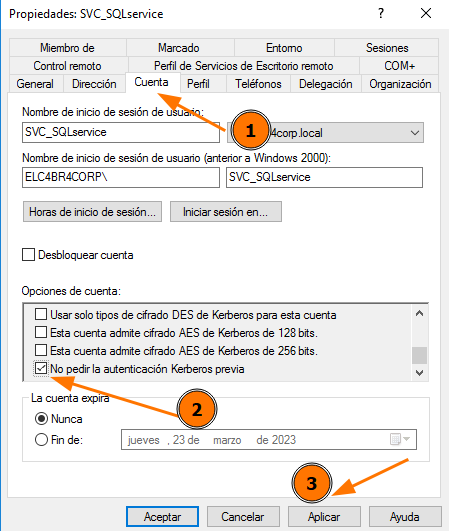 Propiedades: SVC_SQLservice
Miembro de Marcado Entorno Sesiones
Control remoto Perfil de Servicios de Escritorio remoto COM+
General Dirección Cuenta Perfil Teléfonos Delegación Organización
Nombre de inicio de sesión de usuario:
SVC_SQLservice 4corp.local
1
Nombre de inicio de sesión de usuario (anterior a Windows 2000):
ELC4BR4CORP\ SVC_SQLservice
Horas de inicio de sesión... Iniciar sesión en...
Desbloquear cuenta
Opciones de cuenta:
Usar solo tipos de cifrado DES de Kerberos para esta cuenta
Esta cuenta admite cifrado AES de Kerberos de 128 bits.
Esta cuenta admite cifrado AES de Kerberos de 256 bits.
No pedir la autenticación Kerberos previa
La cuenta expira
2
Nunca
Fin de: jueves , 23 de marzo de 2023
3
Aceptar Cancelar Aplicar Ayuda